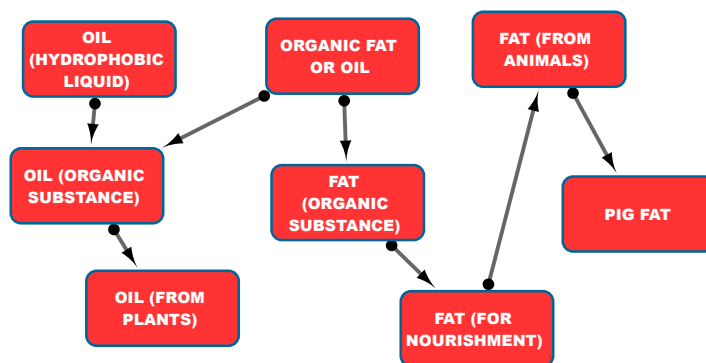 OIL
(HYDROPHOBIC
LIQUID)
ORGANIC FAT
OR OIL
FAT (FROM
ANIMALS)
OIL (ORGANIC
SUBSTANCE)
FAT
(ORGANIC
SUBSTANCE)
PIG FAT
OIL (FROM
PLANTS)
FAT (FOR
NOURISHMENT)